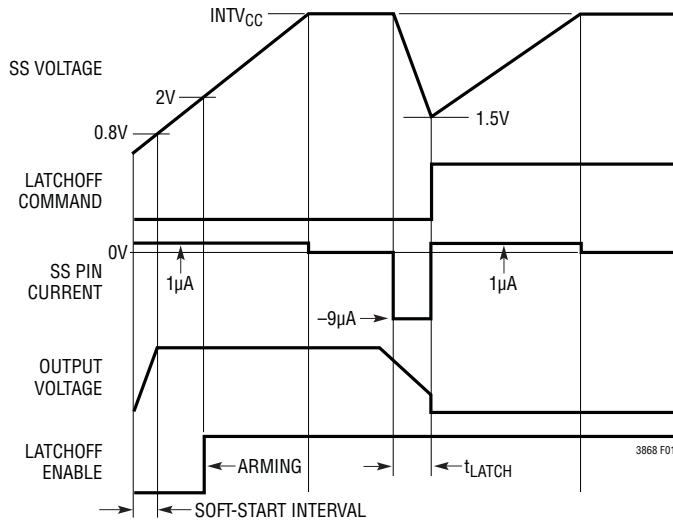 INTVCC
SS VOLTAGE
2V
0.8V
1.5V
LATCHOFF
COMMAND
0V
SS PIN
CURRENT
1µA
1µA
–9µA
OUTPUT
VOLTAGE
LATCHOFF
ENABLE
ARMING
tLATCH
3868 F01
SOFT-START INTERVAL